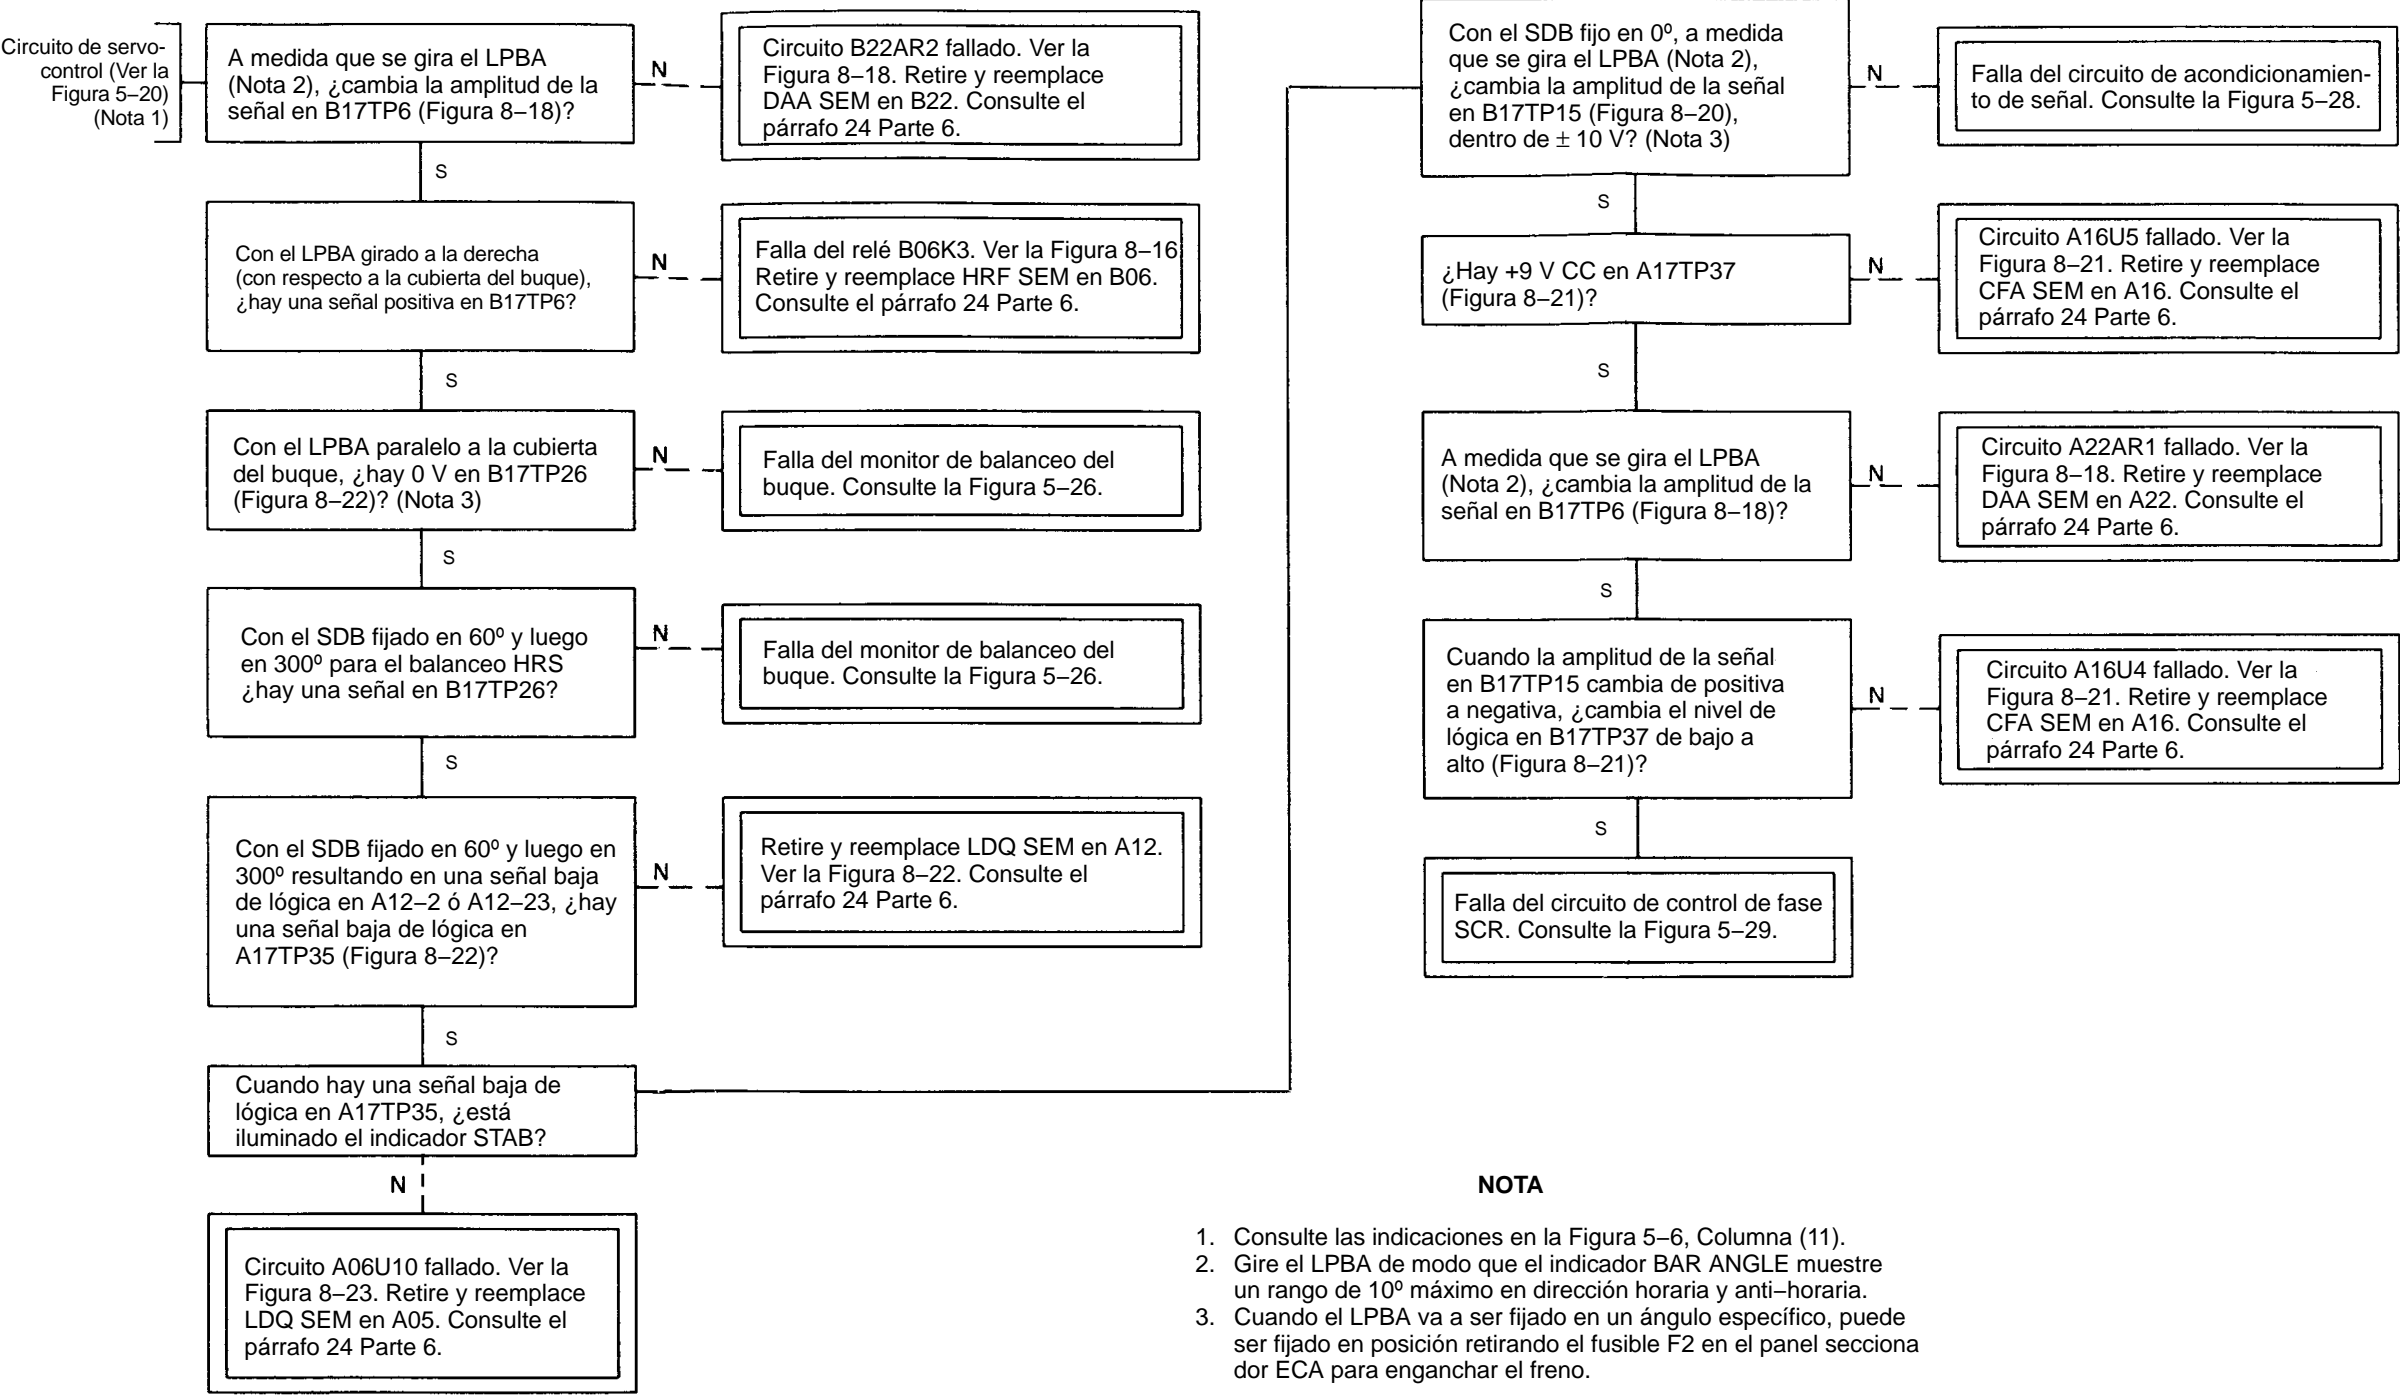 Circuito de servo-
control (Ver la
Figura 5–20)
(Nota 1)
A medida que se gira el LPBA
(Nota 2), ¿cambia la amplitud de la
señal en B17TP6 (Figura 8–18)?
N
Circuito B22AR2 fallado. Ver la
Figura 8–18. Retire y reemplace
DAA SEM en B22. Consulte el
párrafo 24 Parte 6.
S
Con el LPBA girado a la derecha
(con respecto a la cubierta del buque),
¿hay una señal positiva en B17TP6?
N
Falla del relé B06K3. Ver la Figura 8–16
Retire y reemplace HRF SEM en B06.
Consulte el párrafo 24 Parte 6.
S
Con el LPBA paralelo a la cubierta
del buque, ¿hay 0 V en B17TP26
(Figura 8–22)? (Nota 3)
N
Falla del monitor de balanceo del
buque. Consulte la Figura 5–26.
S
Con el SDB fijado en 60º y luego
en 300º para el balanceo HRS
¿hay una señal en B17TP26?
N
Falla del monitor de balanceo del
buque. Consulte la Figura 5–26.
S
Con el SDB fijado en 60º y luego en
300º resultando en una señal baja
de lógica en A12–2 ó A12–23, ¿hay
una señal baja de lógica en
A17TP35 (Figura 8–22)?
N
Retire y reemplace LDQ SEM en A12.
Ver la Figura 8–22. Consulte el
párrafo 24 Parte 6.
S
Cuando hay una señal baja de
lógica en A17TP35, ¿está
iluminado el indicador STAB?
N
Circuito A06U10 fallado. Ver la
Figura 8–23. Retire y reemplace
LDQ SEM en A05. Consulte el
párrafo 24 Parte 6.
Con el SDB fijo en 0º, a medida
que se gira el LPBA (Nota 2),
¿cambia la amplitud de la señal
en B17TP15 (Figura 8–20),
dentro de ± 10 V? (Nota 3)
N
Falla del circuito de acondicionamien-
to de señal. Consulte la Figura 5–28.
S
¿Hay +9 V CC en A17TP37
(Figura 8–21)?
N
Circuito A16U5 fallado. Ver la
Figura 8–21. Retire y reemplace
CFA SEM en A16. Consulte el
párrafo 24 Parte 6.
S
A medida que se gira el LPBA
(Nota 2), ¿cambia la amplitud de la
señal en B17TP6 (Figura 8–18)?
N
Circuito A22AR1 fallado. Ver la
Figura 8–18. Retire y reemplace
DAA SEM en A22. Consulte el
párrafo 24 Parte 6.
S
Cuando la amplitud de la señal
en B17TP15 cambia de positiva
a negativa, ¿cambia el nivel de
lógica en B17TP37 de bajo a
alto (Figura 8–21)?
N
Circuito A16U4 fallado. Ver la
Figura 8–21. Retire y reemplace
CFA SEM en A16. Consulte el
párrafo 24 Parte 6.
S
Falla del circuito de control de fase
SCR. Consulte la Figura 5–29.
NOTA
1. Consulte las indicaciones en la Figura 5–6, Columna (11).
2. Gire el LPBA de modo que el indicador BAR ANGLE muestre
un rango de 10º máximo en dirección horaria y anti–horaria.
3. Cuando el LPBA va a ser fijado en un ángulo específico, puede
ser fijado en posición retirando el fusible F2 en el panel secciona
dor ECA para enganchar el freno.